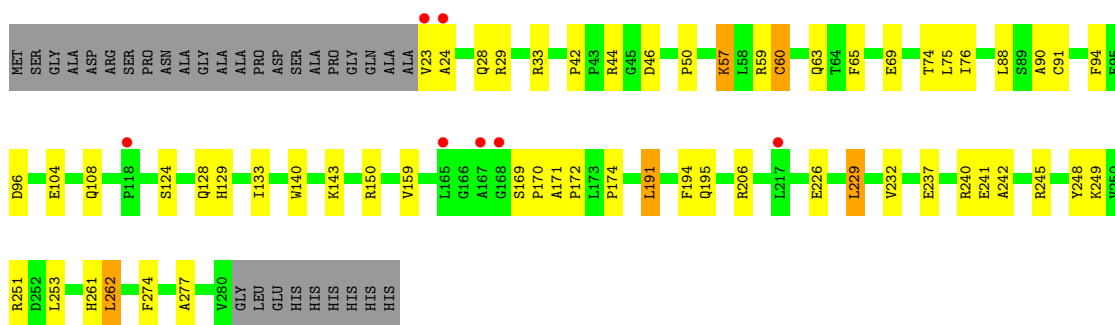 MET SER GLY ALA ASP ARG SER PRO ASN ALA GLY ALA ALA PRO ASP SER ALA PRO GLY GLN ALA ALA V23 A24 Q28 R29 R33 P42 P43 R44 G45 D46 P50 K57 L58 R59 C60 Q63 T64 F65 E69 T74 L75 I76 L88 S89 A90 C91 F94 E95
D96 E104 Q108 P118 S124 Q128 H129 I133 W140 K143 R150 V159 L165 G166 A167 G168 S169 P170 A171 P172 L173 P174 L191 F194 Q195 R206 L217 E226 L229 V232 E237 R240 E241 A242 R245 Y248 K249 V250
R251 D252 L253 H261 L262 F274 A277 V280 GLY LEU GLU HIS HIS HIS HIS HIS HIS